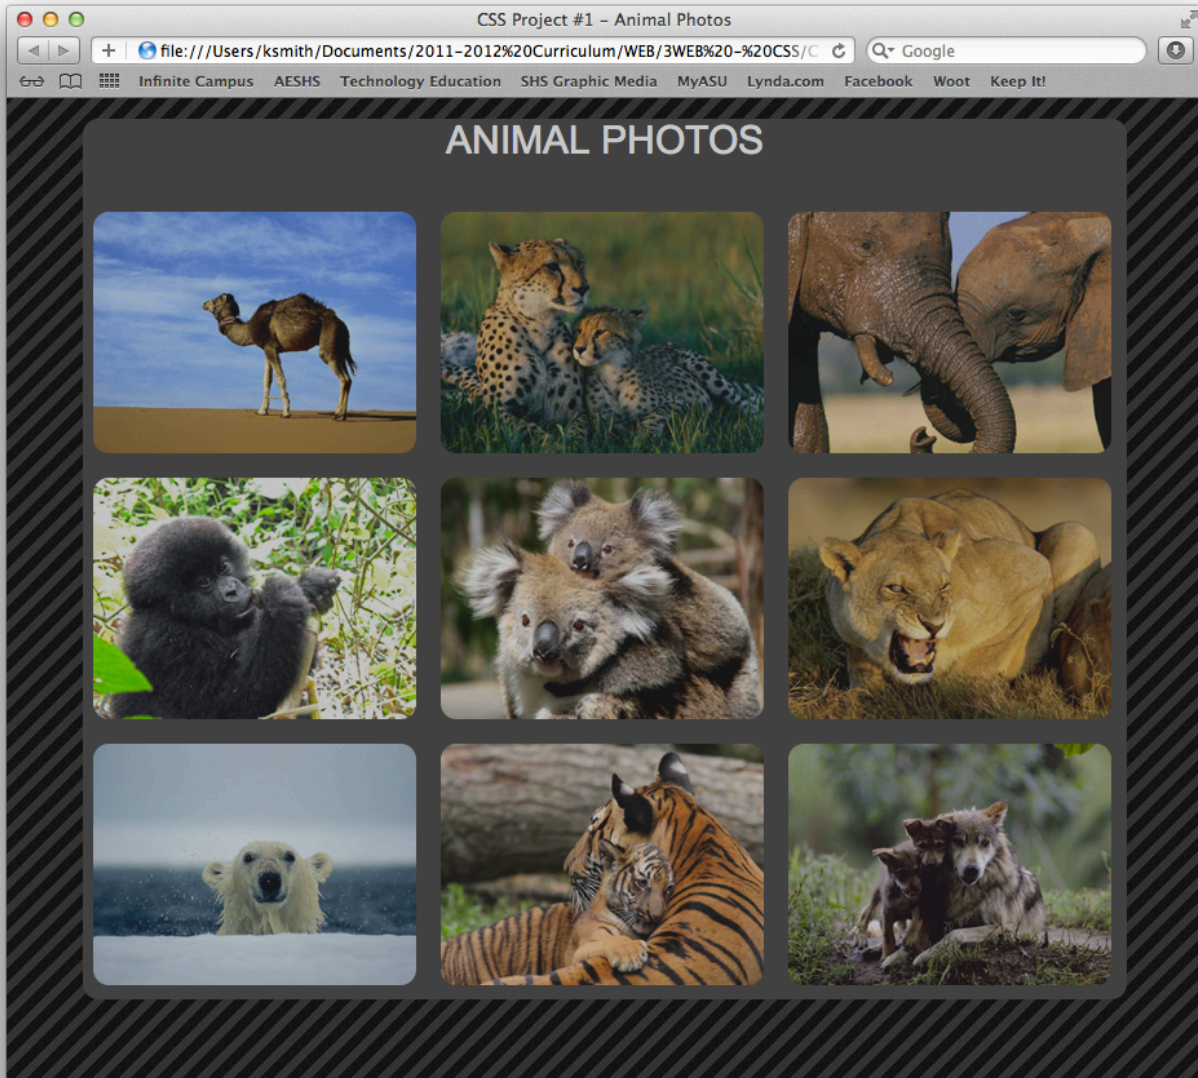 CSS Project #1 – Animal Photos
file:///Users/ksmith/Documents/2011-2012%20Curriculum/WEB/3WEB%20-%20CSS/C
Google
Infinite Campus AESHS Technology Education SHS Graphic Media MyASU Lynda.com Facebook Woot Keep It!
ANIMAL PHOTOS